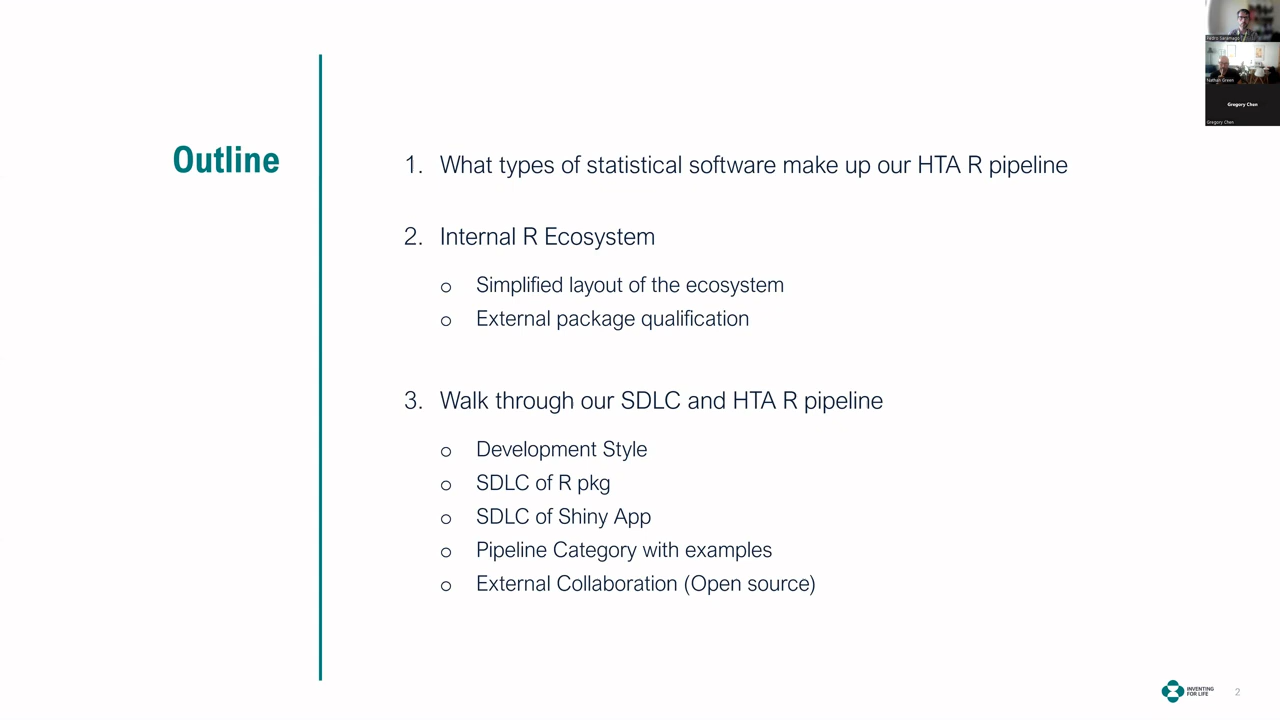 Pedro Saramago
Nathan Green
Gregory Chen
Gregory Chen
Outline
1. What types of statistical software make up our HTA R pipeline
2. Internal R Ecosystem
o Simplified layout of the ecosystem
o External package qualification
3. Walk through our SDLC and HTA R pipeline
o Development Style
o SDLC of R pkg
o SDLC of Shiny App
o Pipeline Category with examples
o External Collaboration (Open source)
INVENTING
FOR LIFE
2